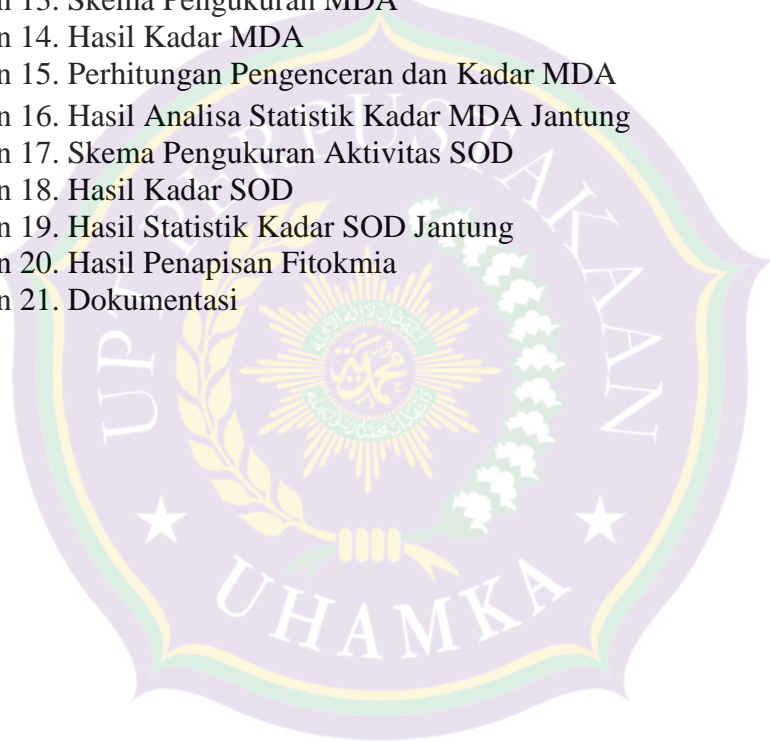 n 13. Skema Pengukuran MDA
n 14. Hasil Kadar MDA
n 15. Perhitungan Pengenceran dan Kadar MDA
n 16. Hasil Analisa Statistik Kadar MDA Jantung
n 17. Skema Pengukuran Aktivitas SOD
n 18. Hasil Kadar SOD
n 19. Hasil Statistik Kadar SOD Jantung
n 20. Hasil Penapisan Fitokmia
n 21. Dokumentasi
UPT PERPUSTAKAAN
UHAMKA